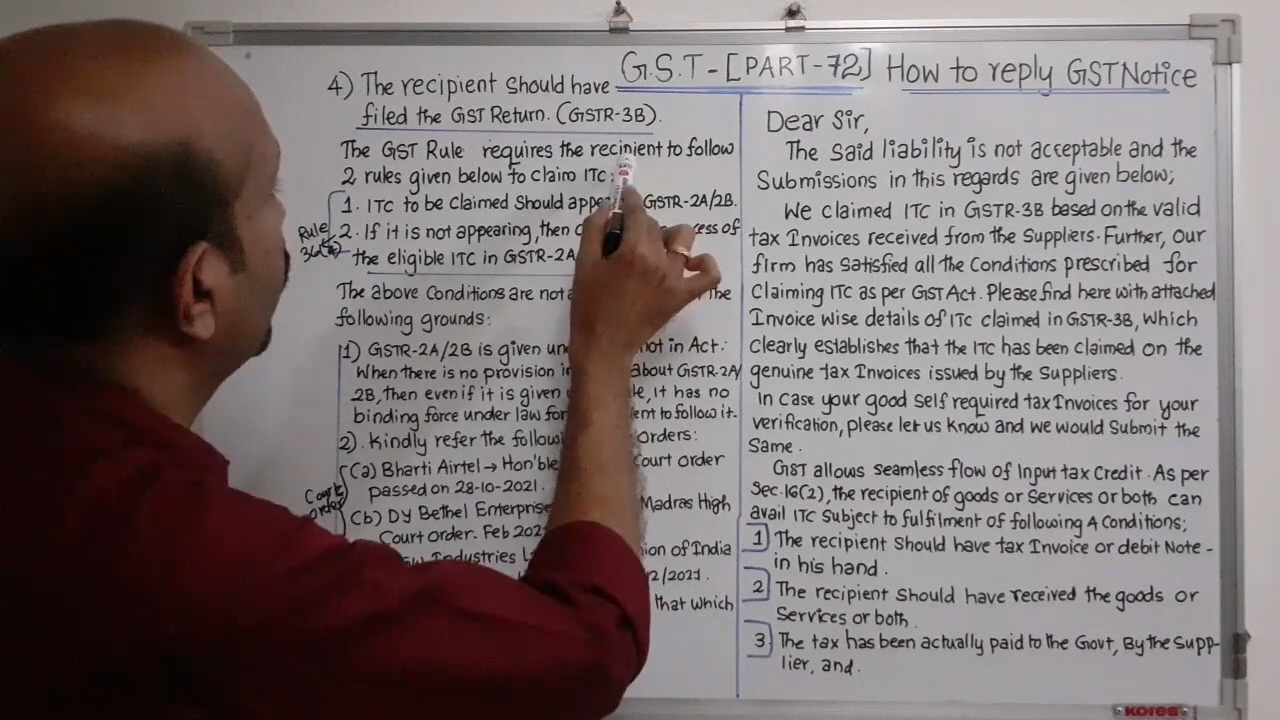 G.S.T - [PART-72] How to reply GST Notice
4) The recipient should have
filed the GST Return. (GSTR-3B).
The GST Rule requires the recipient to follow
2 rules given below to claim ITC:
1. ITC to be claimed should GSTR-2A/2B.
2. If it is not appearing, then of
the eligible ITC in GSTR-2A
Rule
The above Conditions are not the
following grounds:
1) GSTR-2A/2B is given not in Act.
When there is no provision about GSTR-2A/
2B, then even if it is given it has no
binding force under law for to follow it.
2). Kindly refer the orders:
Court
order
(a) Bharti Airtel → Hon'ble Court order
passed on 28-10-2021.
(b) Dy Bethel Enterprise Madras High
Court order. Feb
Industries of India
/2021.
that which
Dear Sir,
The said liability is not acceptable and the
Submissions in this regards are given below;
We claimed ITC in GSTR-3B based on the valid
tax Invoices received from the Suppliers. Further, Our
firm has satisfied all the Conditions prescribed for
Claiming ITC as per GST Act. Please find here with attached
Invoice wise details of ITC claimed in GSTR-3B, which
clearly establishes that the ITC has been claimed on the
genuine tax Invoices issued by the Suppliers.
In case your good self required tax Invoices for your
verification, please let us know and we would submit the
Same.
GST allows seamless flow of Input tax Credit. As per
Sec.16(2), the recipient of goods or Services or both can
avail ITC Subject to fulfilment of following 4 Conditions;
1 The recipient should have tax Invoice or debit Note -
in his hand.
2 The recipient should have received the goods or
Services or both.
3 The tax has been actually paid to the Govt, By the Supp-
lier, and.
KORES